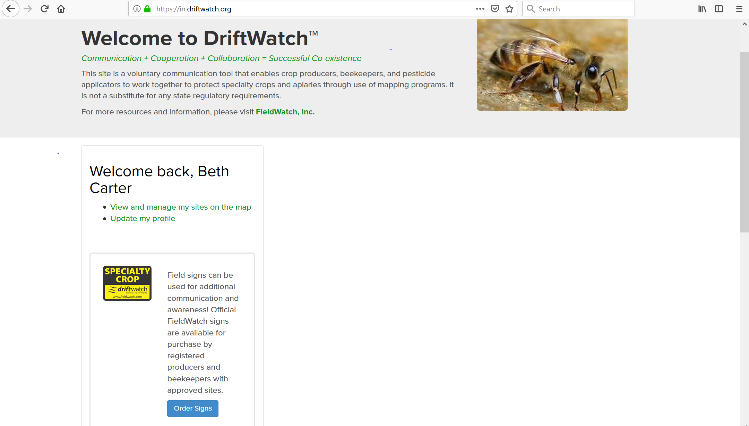 https://in.driftwatch.org
Search
Welcome to DriftWatch™
Communication + Cooperation + Collaboration = Successful Co-existence
This site is a voluntary communication tool that enables crop producers, beekeepers, and pesticide
applicators to work together to protect specialty crops and apiaries through use of mapping programs. It
is not a substitute for any state regulatory requirements.
For more resources and information, please visit FieldWatch, Inc.
Welcome back, Beth
Carter
View and manage my sites on the map
Update my profile
SPECIALTY
CROP
driftwatch
Field signs can be
used for additional
communication and
awareness! Official
FieldWatch signs
are available for
purchase by
registered
producers and
beekeepers with
approved sites.
Order Signs